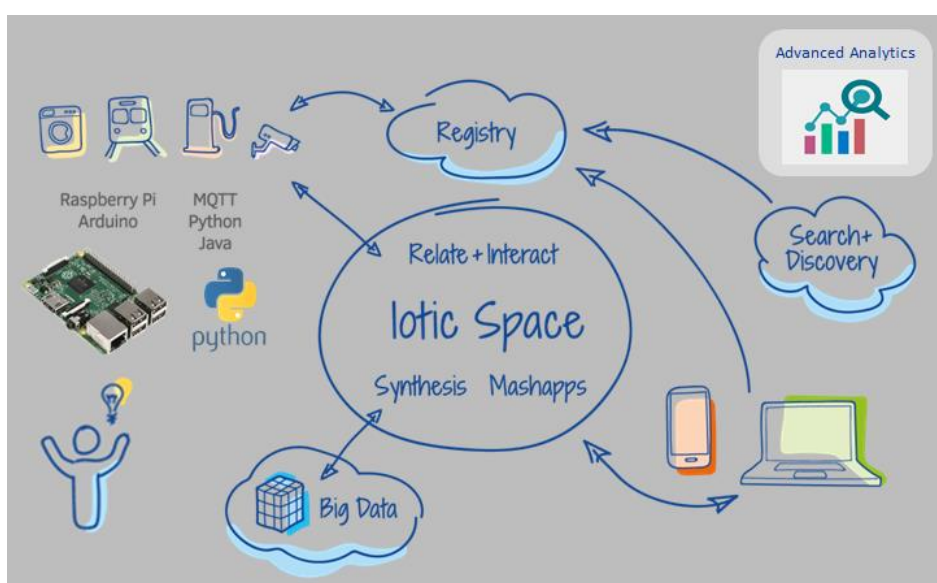 Advanced Analytics
Registry
Raspberry Pi
Arduino
MQTT
Python
Java
python
Search+
Discovery
Relate + Interact
Iotic Space
Synthesis Mashapps
Big Data